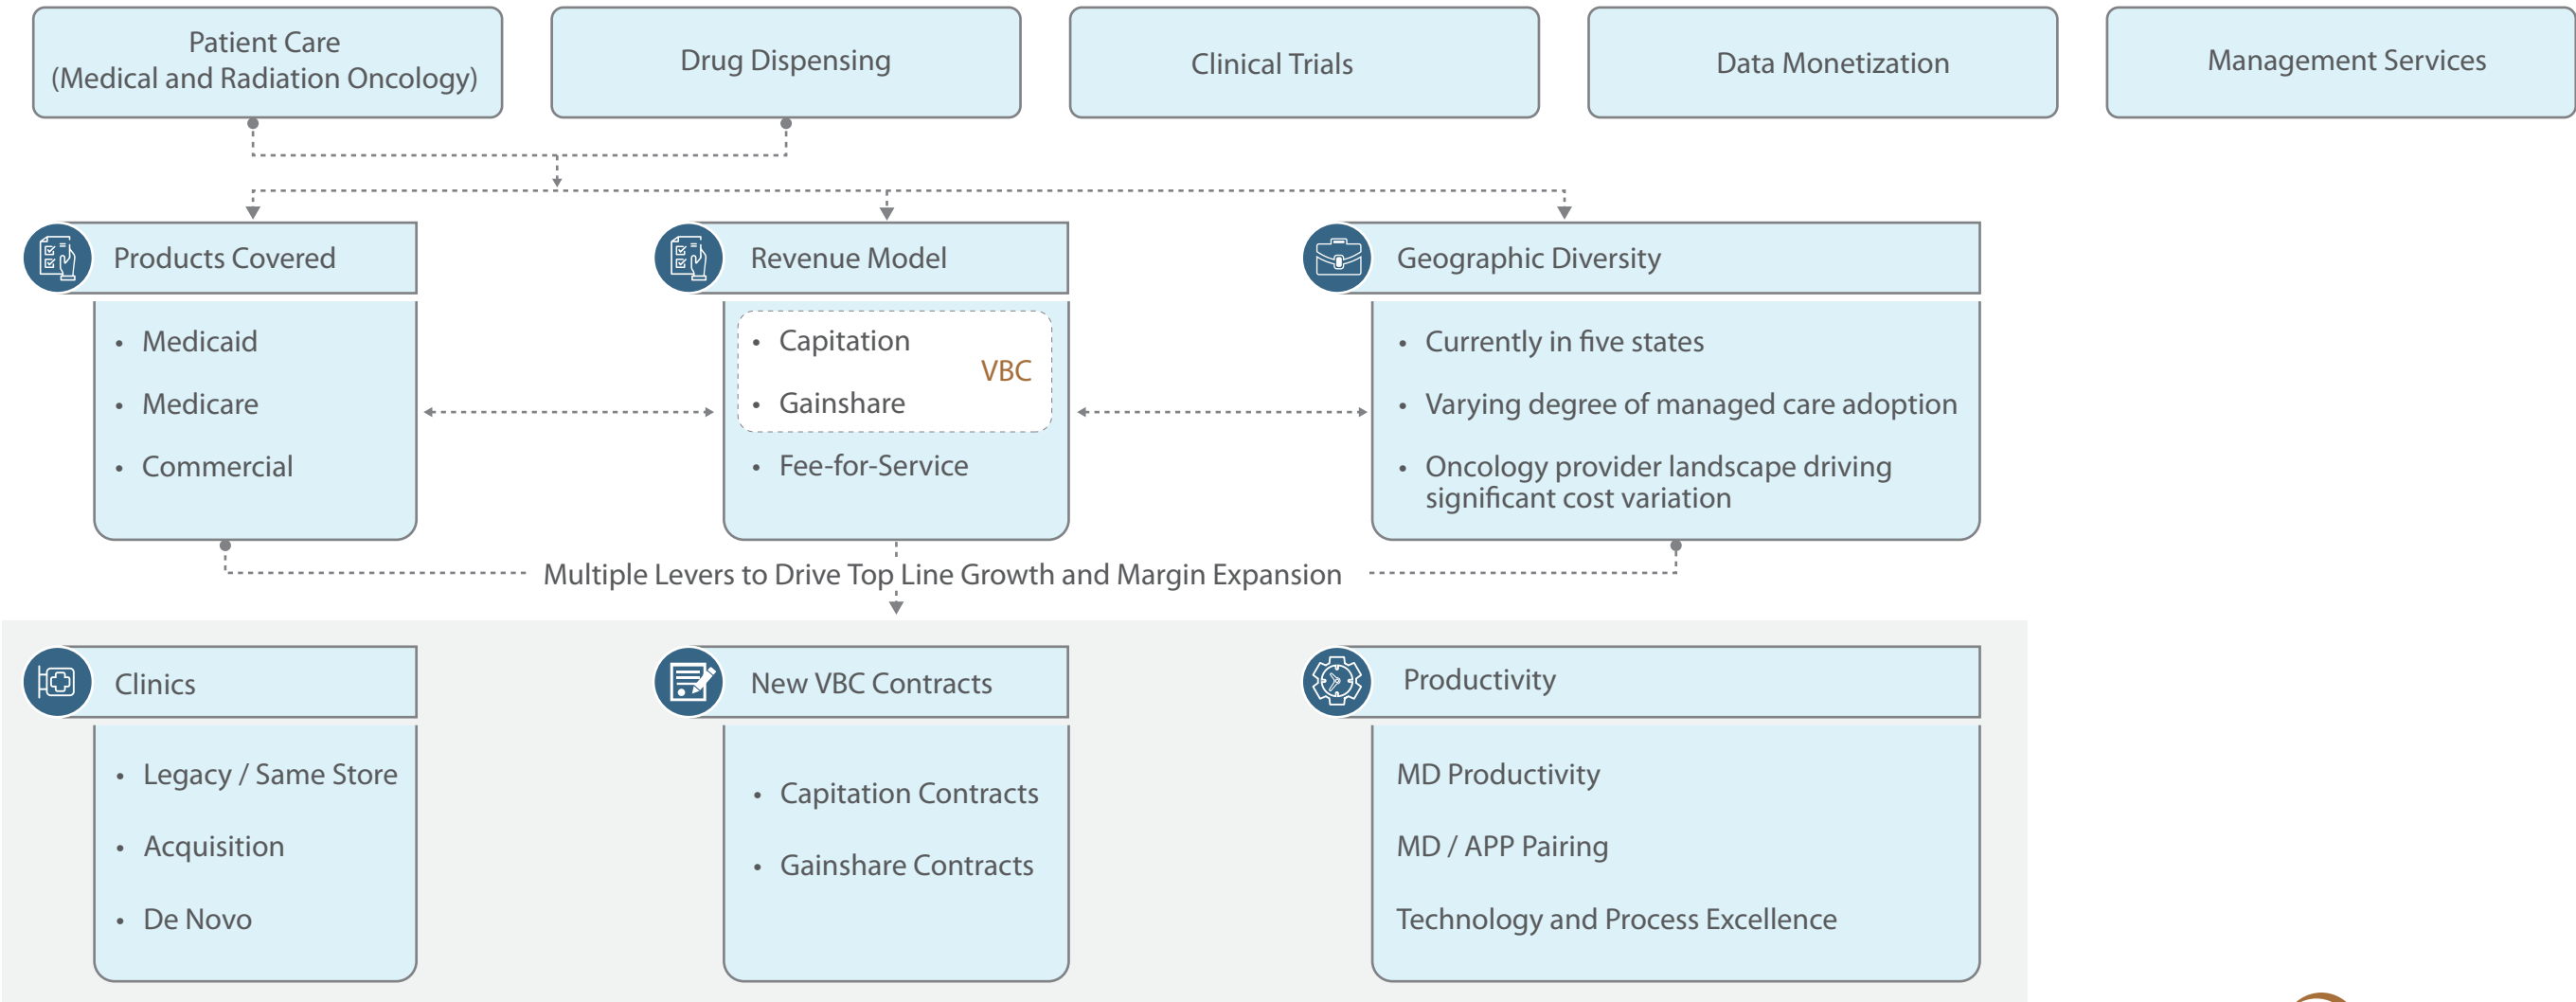 Patient Care
(Medical and Radiation Oncology)
Drug Dispensing
Clinical Trials
Data Monetization
Management Services
Products Covered
• Medicaid
• Medicare
• Commercial
Revenue Model
• Capitation
VBC
• Gainshare
• Fee-for-Service
Geographic Diversity
• Currently in five states
• Varying degree of managed care adoption
• Oncology provider landscape driving
significant cost variation
Multiple Levers to Drive Top Line Growth and Margin Expansion
Clinics
• Legacy / Same Store
• Acquisition
• De Novo
New VBC Contracts
• Capitation Contracts
• Gainshare Contracts
Productivity
MD Productivity
MD / APP Pairing
Technology and Process Excellence